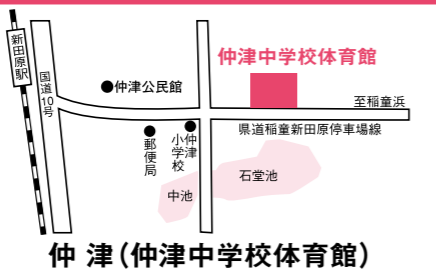 新田原駅
国道10号
仲津公民館
仲津中学校体育館
至稲童浜
県道稲童新田原停車場線
郵便局
仲津
小学校
中池
石堂池
仲 津(仲津中学校体育館)